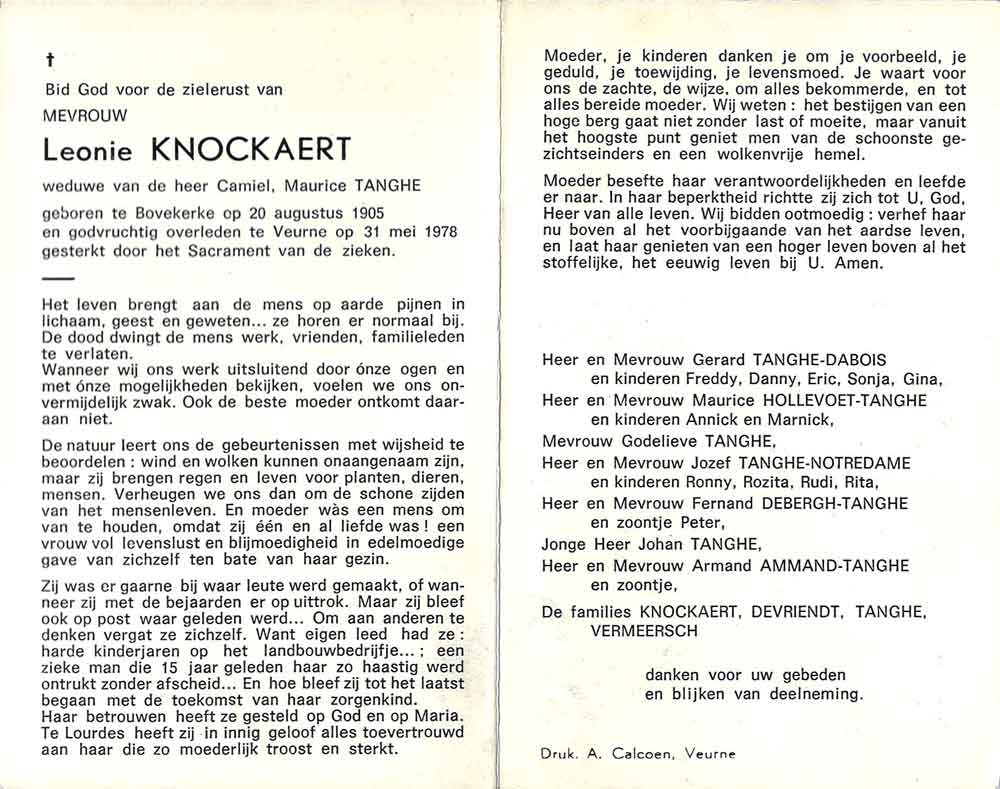 †
Bid God voor de zielerust van
MEVROUW
Leonie KNOCKAERT
weduwe van de heer Camiel, Maurice TANGHE
geboren te Bovekerke op 20 augustus 1905
en godvruchtig overleden te Veurne op 31 mei 1978
gesterkt door het Sacrament van de zieken.
Het leven brengt aan de mens op aarde pijnen in
lichaam, geest en geweten... ze horen er normaal bij.
De dood dwingt de mens werk, vrienden, familieleden
te verlaten.
Wanneer wij ons werk uitsluitend door ónze ogen en
met ónze mogelijkheden bekijken, voelen we ons on-
vermijdelijk zwak. Ook de beste moeder ontkomt daar-
aan niet.
De natuur leert ons de gebeurtenissen met wijsheid te
beoordelen : wind en wolken kunnen onaangenaam zijn,
maar zij brengen regen en leven voor planten, dieren,
mensen. Verheugen we ons dan om de schone zijden
van het mensenleven. En moeder wàs een mens om
van te houden, omdat zij één en al liefde was ! een
vrouw vol levenslust en blijmoedigheid in edelmoedige
gave van zichzelf ten bate van haar gezin.
Zij was er gaarne bij waar leute werd gemaakt, of wan-
neer zij met de bejaarden er op uittrok. Maar zij bleef
ook op post waar geleden werd... Om aan anderen te
denken vergat ze zichzelf. Want eigen leed had ze :
harde kinderjaren op het landbouwbedrijfje... ; een
zieke man die 15 jaar geleden haar zo haastig werd
ontrukt zonder afscheid... En hoe bleef zij tot het laatst
begaan met de toekomst van haar zorgenkind.
Haar betrouwen heeft ze gesteld op God en op Maria.
Te Lourdes heeft zij in innig geloof alles toevertrouwd
aan haar die zo moederlijk troost en sterkt.
Moeder, je kinderen danken je om je voorbeeld, je
geduld, je toewijding, je levensmoed. Je waart voor
ons de zachte, de wijze, om alles bekommerde, en tot
alles bereide moeder. Wij weten : het bestijgen van een
hoge berg gaat niet zonder last of moeite, maar vanuit
het hoogste punt geniet men van de schoonste ge-
zichtseinders en een wolkenvrije hemel.
Moeder besefte haar verantwoordelijkheden en leefde
er naar. In haar beperktheid richtte zij zich tot U, God,
Heer van alle leven. Wij bidden ootmoedig : verhef haar
nu boven al het voorbijgaande van het aardse leven,
en laat haar genieten van een hoger leven boven al het
stoffelijke, het eeuwig leven bij U. Amen.
Heer en Mevrouw Gerard TANGHE-DABOIS
en kinderen Freddy, Danny, Eric, Sonja, Gina,
Heer en Mevrouw Maurice HOLLEVOET-TANGHE
en kinderen Annick en Marnick,
Mevrouw Godelieve TANGHE,
Heer en Mevrouw Jozef TANGHE-NOTREDAME
en kinderen Ronny, Rozita, Rudi, Rita,
Heer en Mevrouw Fernand DEBERGH-TANGHE
en zoontje Peter,
Jonge Heer Johan TANGHE,
Heer en Mevrouw Armand AMMAND-TANGHE
en zoontje,
De families KNOCKAERT, DEVRIENDT, TANGHE,
VERMEERSCH
danken voor uw gebeden
en blijken van deelneming.
Druk. A. Calcoen, Veurne